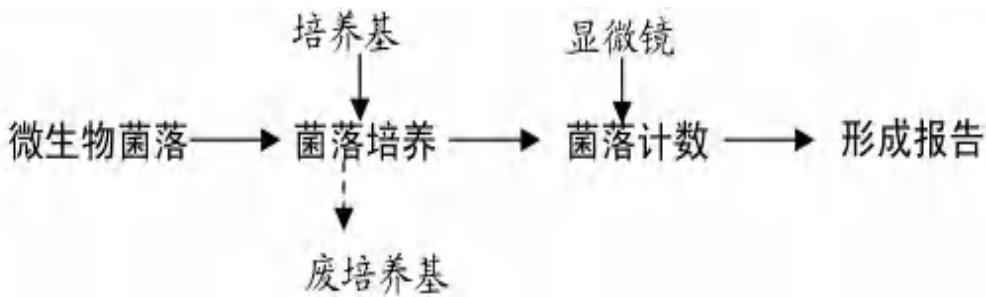 培养基
显微镜
微生物菌落
菌落培养
菌落计数
形成报告
废培养基